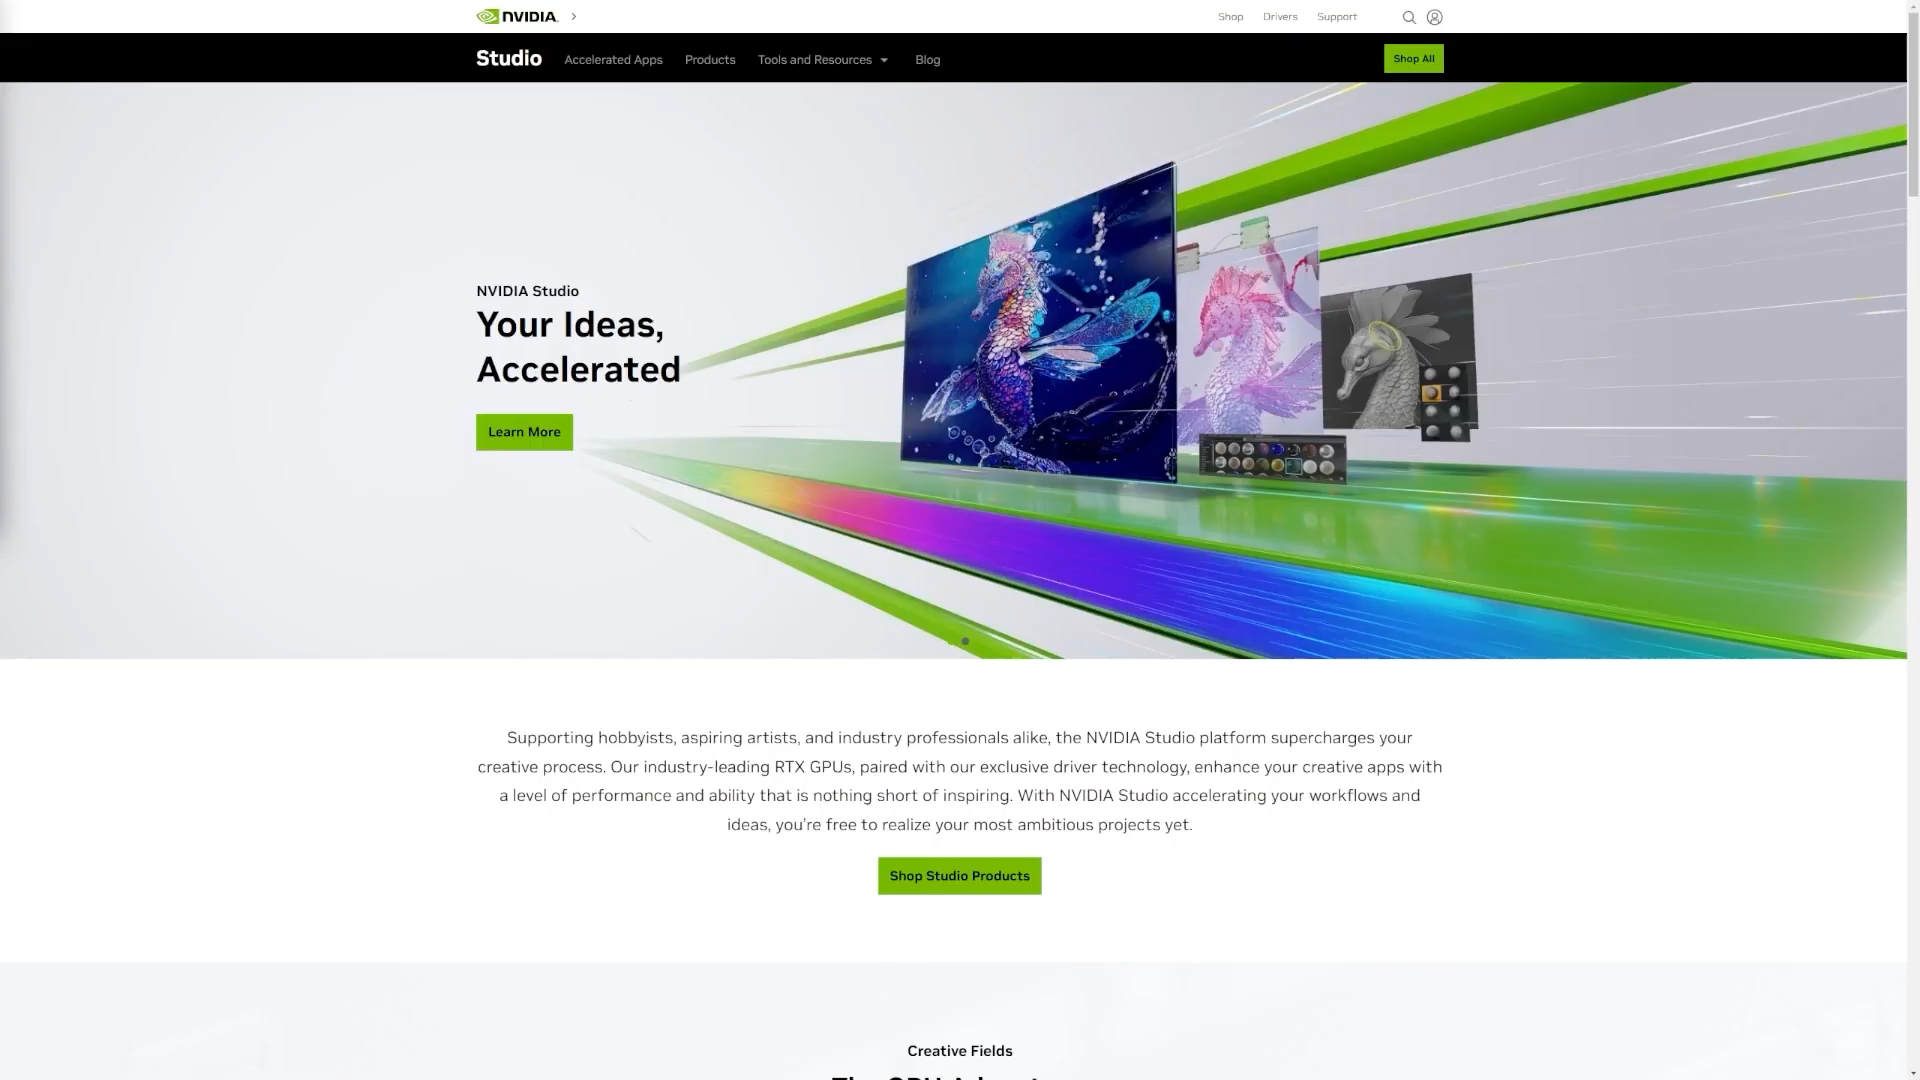 NVIDIA
Shop
Drivers
Support
Studio
Accelerated Apps
Products
Tools and Resources
Blog
Shop All
NVIDIA Studio
Your Ideas,
Accelerated
Learn More
Supporting hobbyists, aspiring artists, and industry professionals alike, the NVIDIA Studio platform supercharges your
creative process. Our industry-leading RTX GPUs, paired with our exclusive driver technology, enhance your creative apps with
a level of performance and ability that is nothing short of inspiring. With NVIDIA Studio accelerating your workflows and
ideas, you're free to realize your most ambitious projects yet.
Shop Studio Products
Creative Fields